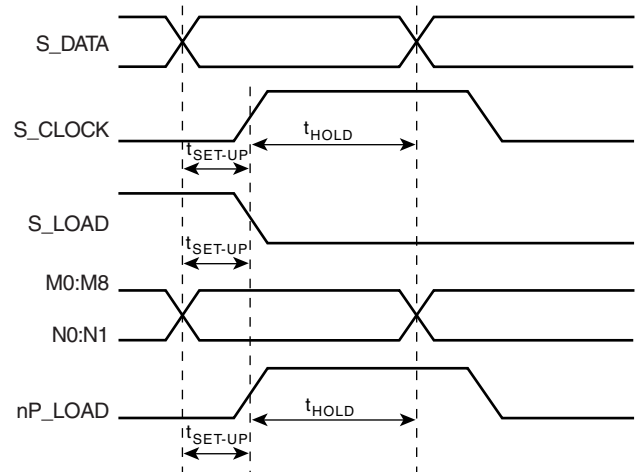 S_DATA
S_CLOCK
tHOLD
tSET-UP
S_LOAD
tSET-UP
M0:M8
N0:N1
nP_LOAD
tHOLD
tSET-UP